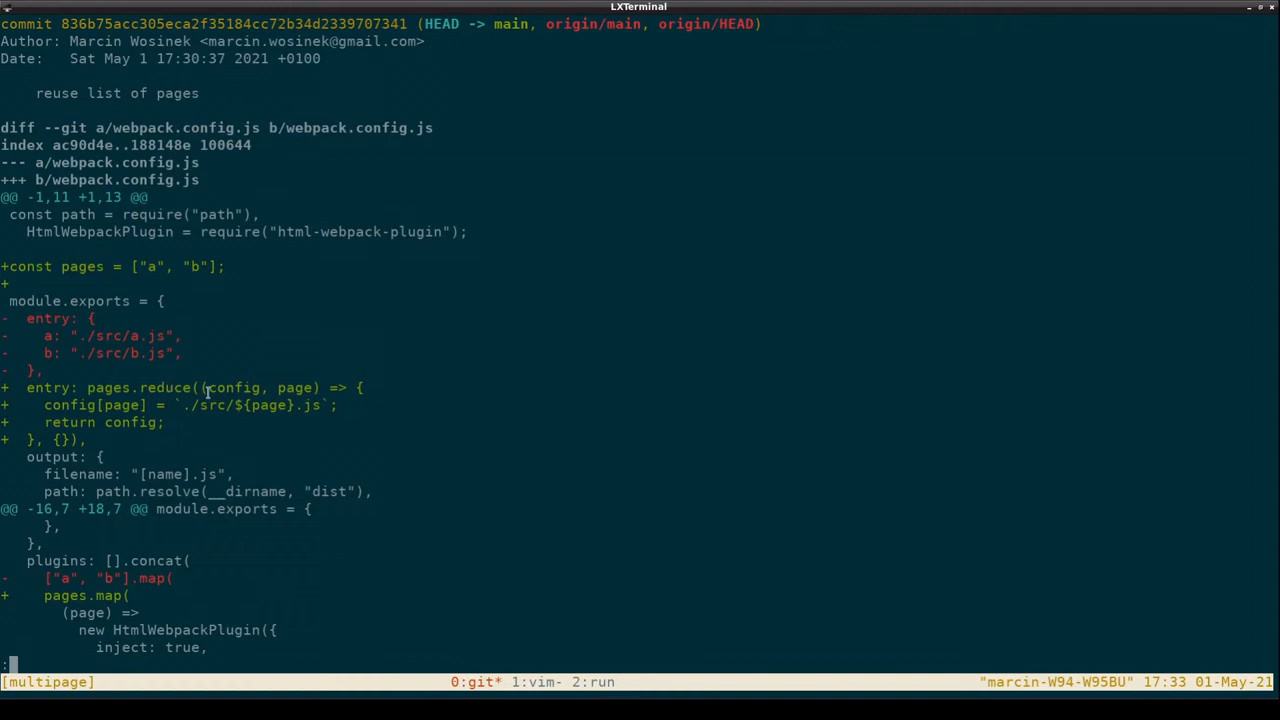 LXTerminal
commit 836b75acc305eca2f35184cc72b34d2339707341 (HEAD -> main, origin/main, origin/HEAD)
Author: Marcin Wosinek <marcin.wosinek@gmail.com>
Date:   Sat May 1 17:30:37 2021 +0100

    reuse list of pages

diff --git a/webpack.config.js b/webpack.config.js
index ac90d4e..188148e 100644
--- a/webpack.config.js
+++ b/webpack.config.js
@@ -1,11 +1,13 @@
 const path = require("path"),
   HtmlWebpackPlugin = require("html-webpack-plugin");

+const pages = ["a", "b"];
+
 module.exports = {
-  entry: {
-    a: "./src/a.js",
-    b: "./src/b.js",
-  },
+  entry: pages.reduce((config, page) => {
+    config[page] = `./src/${page}.js`;
+    return config;
+  }, {}),
   output: {
     filename: "[name].js",
     path: path.resolve(__dirname, "dist"),
@@ -16,7 +18,7 @@ module.exports = {
     },
   },
   plugins: [].concat(
-    ["a", "b"].map(
+    pages.map(
       (page) =>
         new HtmlWebpackPlugin({
           inject: true,
:
[multipage] 0:git* 1:vim- 2:run "marcin-W94-W95BU" 17:33 01-May-21